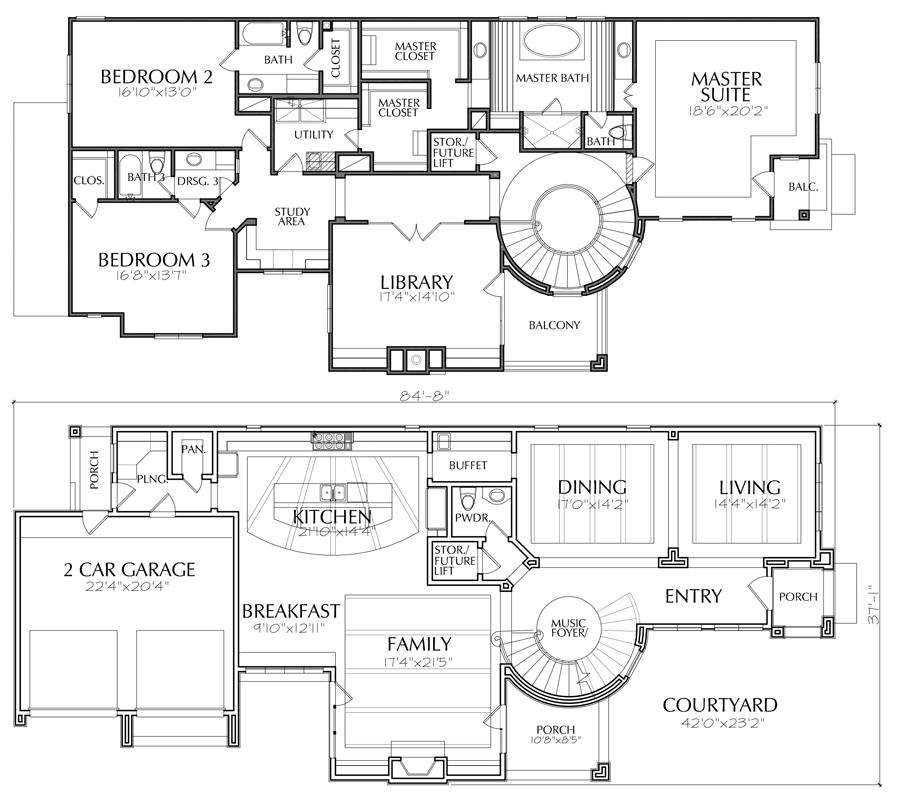 BEDROOM 2
16'10"x13'0"
BATH
CLOSET
MASTER
CLOSET
MASTER
CLOSET
MASTER BATH
MASTER
SUITE
18'6"x20'2"
UTILITY
STOR./
FUTURE
LIFT
BATH
CLOS.
BATH 3
DRSG. 3
BALC.
STUDY
AREA
BEDROOM 3
16'8"x13'7"
LIBRARY
17'4"x14'10"
BALCONY
84'-8"
PORCH
PLNG.
PAN.
BUFFET
KITCHEN
21'10"x14'4"
PWDR.
DINING
17'0"x14'2"
LIVING
14'4"x14'2"
STOR./
FUTURE
LIFT
2 CAR GARAGE
22'4"x20'4"
BREAKFAST
9'10"x12'11"
FAMILY
17'4"x21'5"
MUSIC
FOYER/
ENTRY
PORCH
37'-1"
PORCH
10'8"x8'5"
COURTYARD
42'0"x23'2"